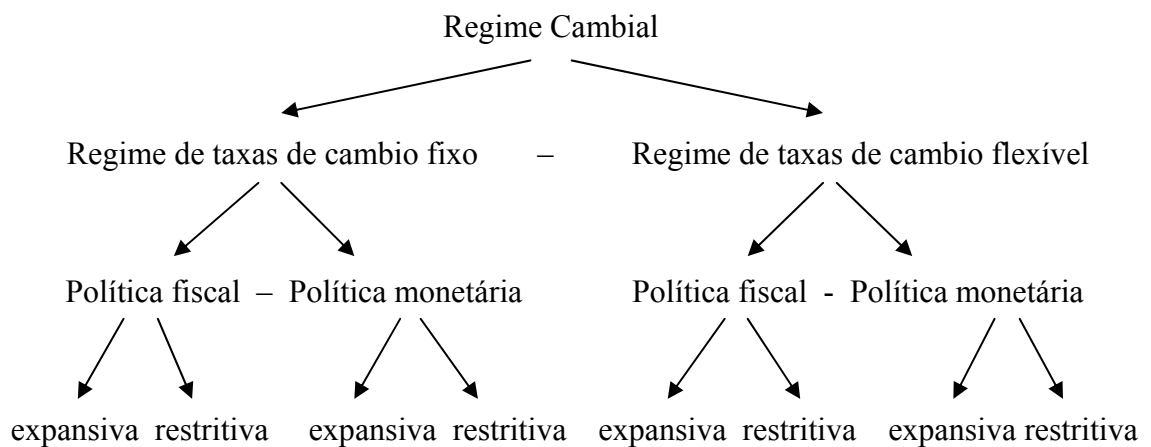 Regime Cambial
Regime de taxas de cambio fixo – Regime de taxas de cambio flexível
Política fiscal – Política monetária Política fiscal - Política monetária
expansiva restritiva expansiva restritiva expansiva restritiva expansiva restritiva